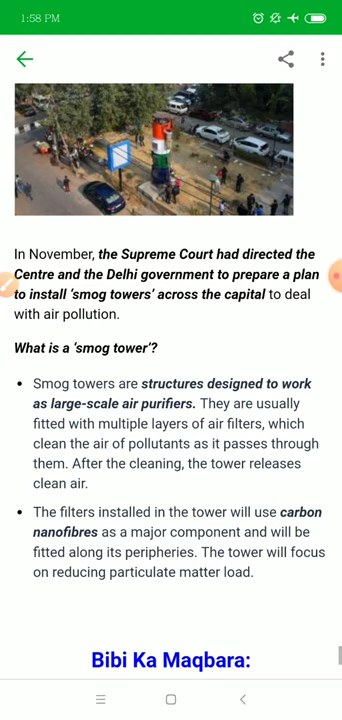 1:58 PM
In November, the Supreme Court had directed the
Centre and the Delhi government to prepare a plan
to install ‘smog towers’ across the capital to deal
with air pollution.
What is a ‘smog tower’?
• Smog towers are structures designed to work
as large-scale air purifiers. They are usually
fitted with multiple layers of air filters, which
clean the air of pollutants as it passes through
them. After the cleaning, the tower releases
clean air.
• The filters installed in the tower will use carbon
nanofibres as a major component and will be
fitted along its peripheries. The tower will focus
on reducing particulate matter load.
Bibi Ka Maqbara: